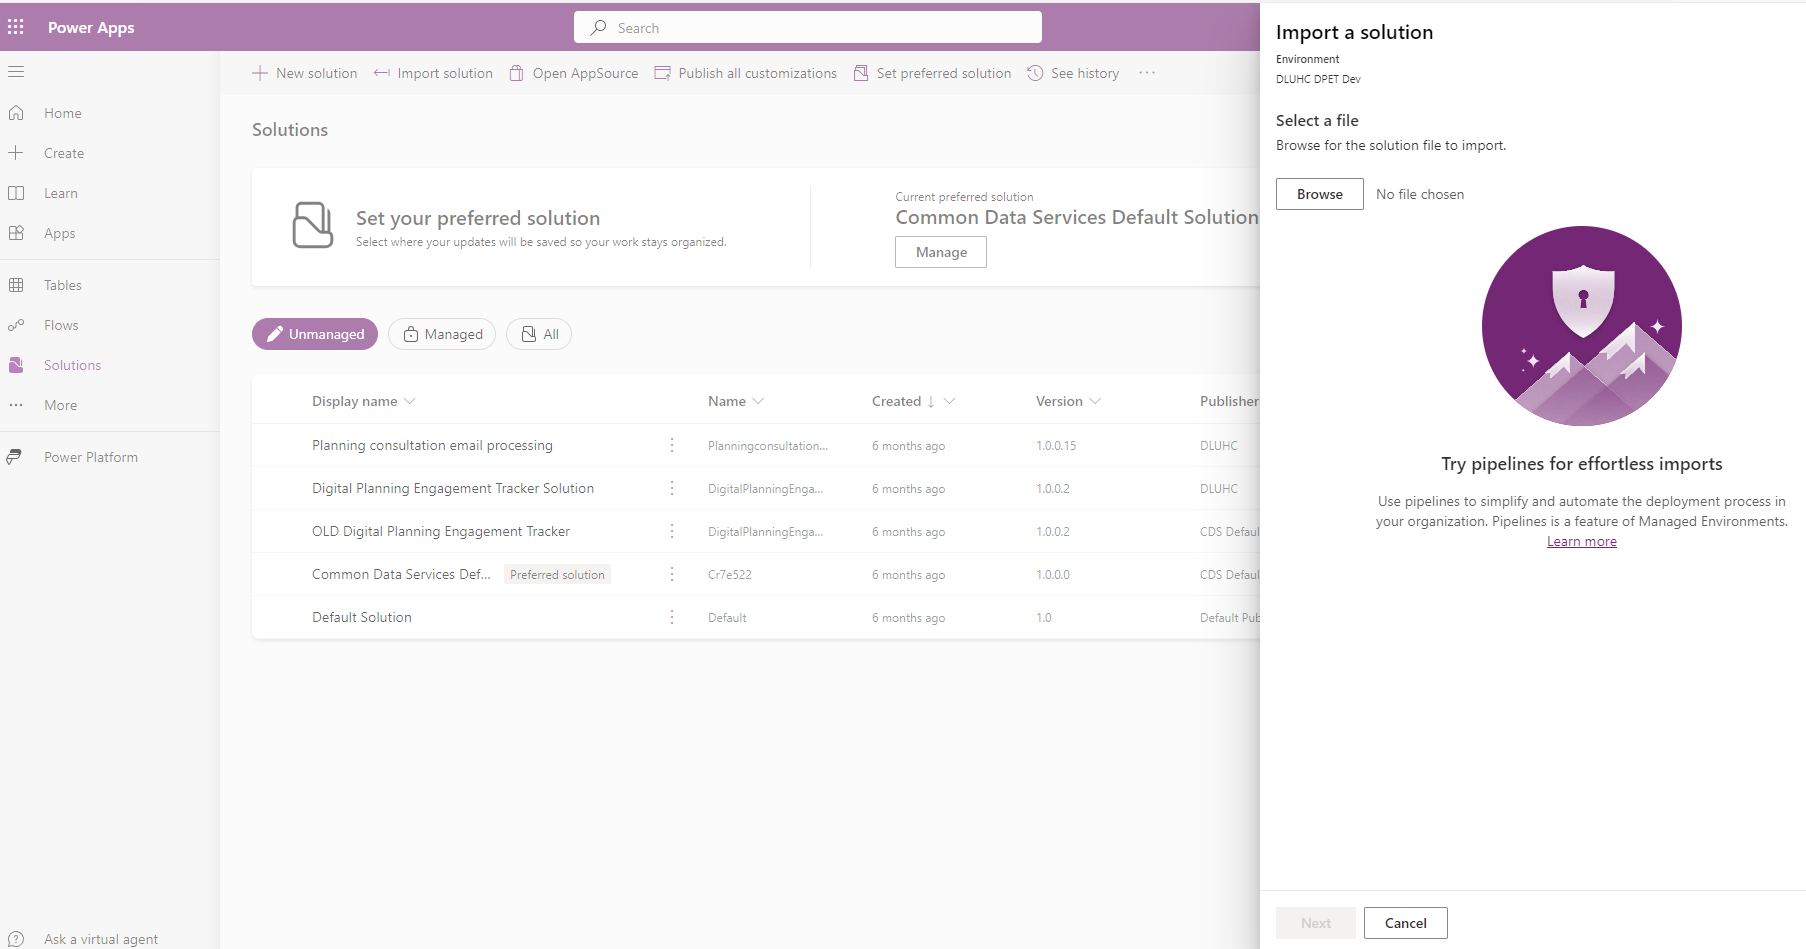 Power Apps
Search
Home
Create
Learn
Apps
Tables
Flows
Solutions
More
Power Platform
Ask a virtual agent
New solution
Import solution
Open AppSource
Publish all customizations
Set preferred solution
See history
Solutions
Set your preferred solution
Select where your updates will be saved so your work stays organized.
Current preferred solution
Common Data Services Default Solution
Manage
Unmanaged
Managed
All
Display name Name Created ↓ Version Publisher
Planning consultation email processing Planningconsultation... 6 months ago 1.0.0.15 DLUHC
Digital Planning Engagement Tracker Solution DigitalPlanningEnga... 6 months ago 1.0.0.2 DLUHC
OLD Digital Planning Engagement Tracker DigitalPlanningEnga... 6 months ago 1.0.0.2 CDS Defaul
Common Data Services Def... Preferred solution Cr7e522 6 months ago 1.0.0.0 CDS Defaul
Default Solution Default 6 months ago 1.0 Default Pub
Import a solution
Environment
DLUHC DPET Dev
Select a file
Browse for the solution file to import.
Browse No file chosen
Try pipelines for effortless imports
Use pipelines to simplify and automate the deployment process in
your organization. Pipelines is a feature of Managed Environments.
Learn more
Next Cancel